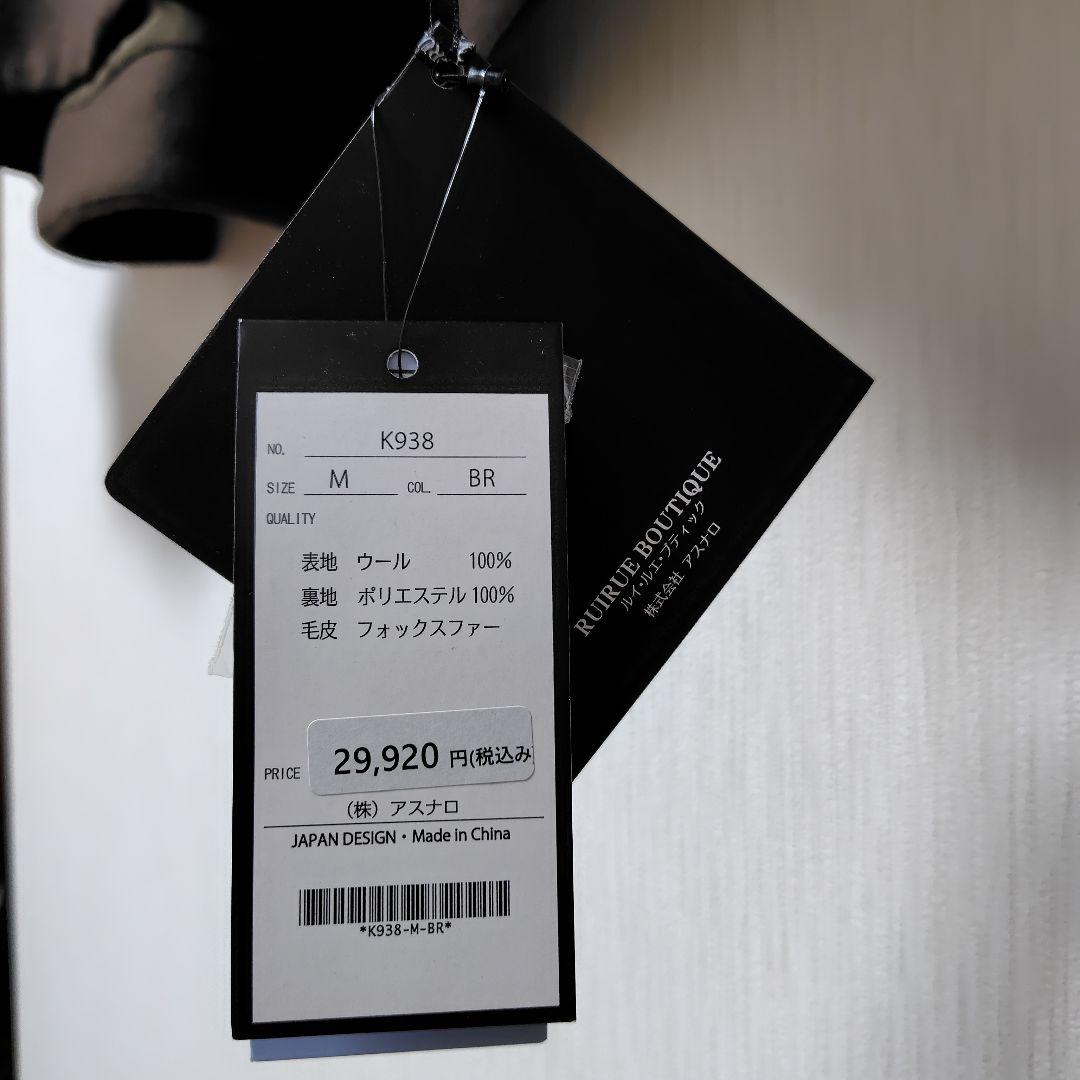 NO. K938
SIZE M COL. BR
QUALITY
表地 ウール 100%
裏地 ポリエステル 100%
毛皮 フォックスファー
PRICE 29,920 円(税込み
(株) アスナロ
JAPAN DESIGN・Made in China
*K938-M-BR*
RUIRUE BOUTIQUE
ルイ・ルエ・ブティック
株式会社 アスナロ